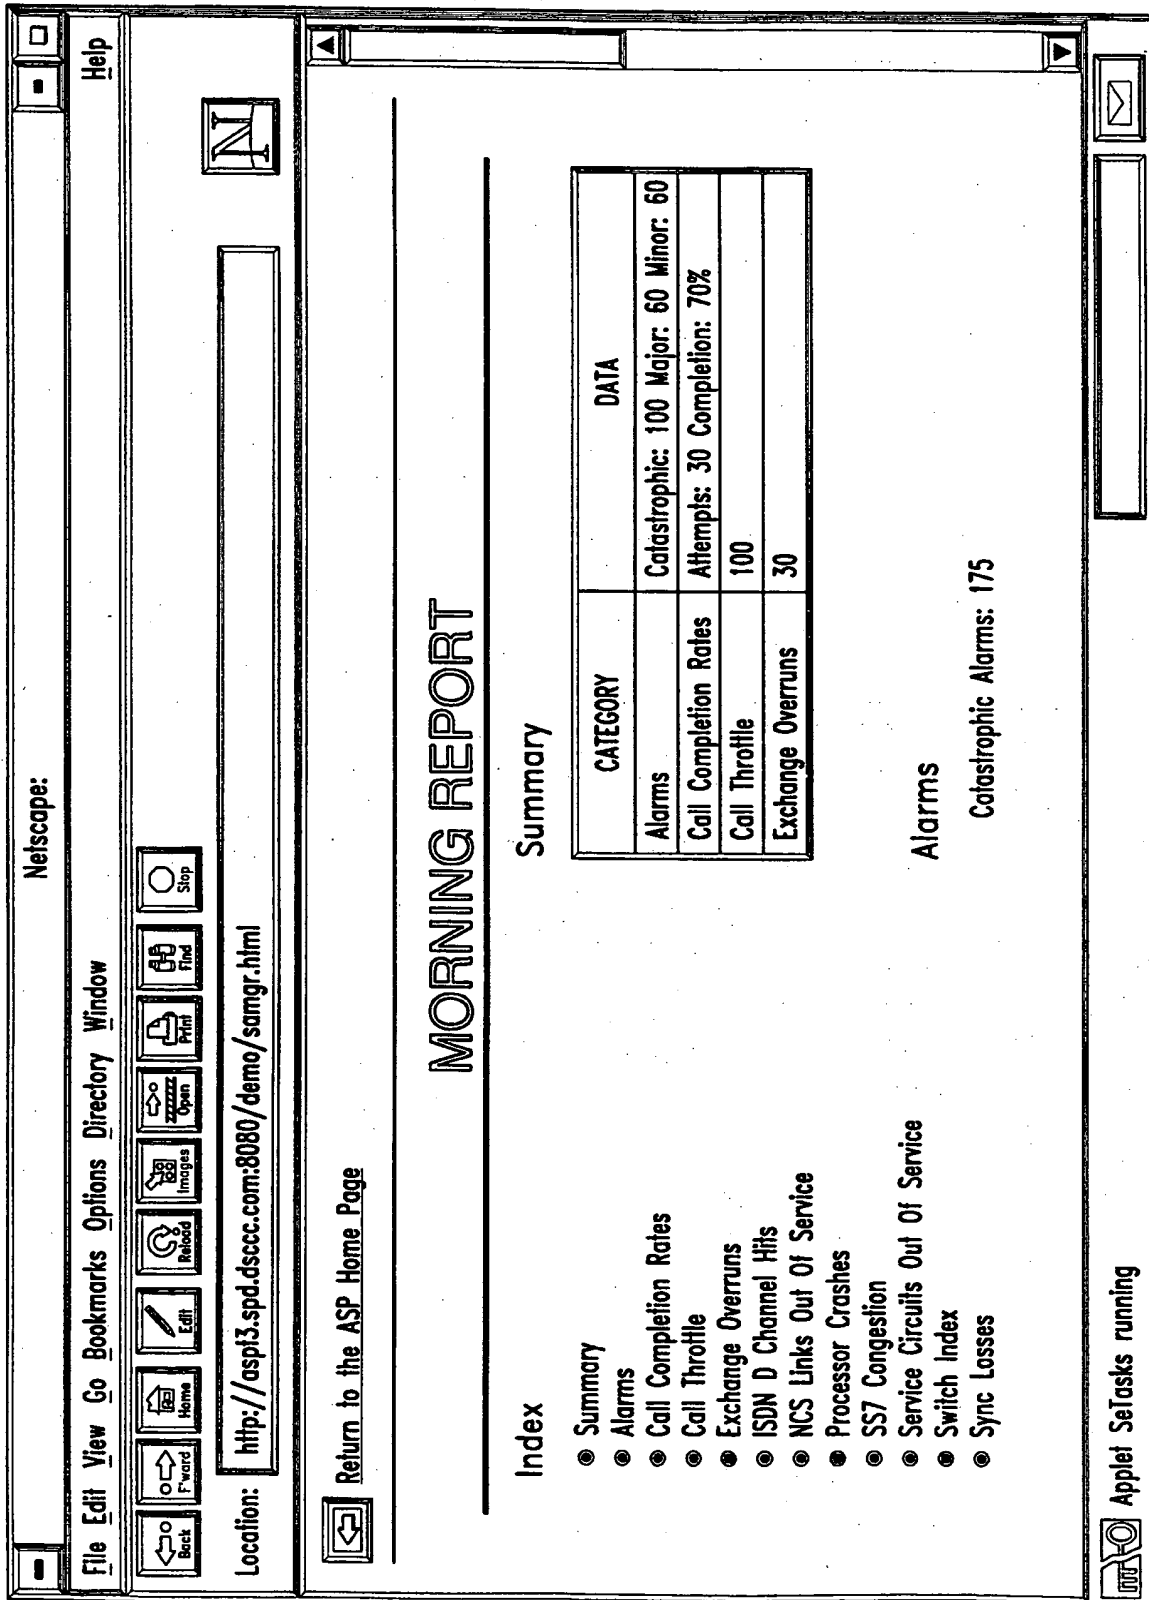 Netscape:
File Edit View Go Bookmarks Options Directory Window Help
Back F'ward Home Edit Reload Images Open Print Find Stop
Location: http://aspt3.spd.dsccc.com:8080/demo/samgr.html
N
Return to the ASP Home Page
MORNING REPORT
Index
Summary
Alarms
Call Completion Rates
Call Throttle
Exchange Overruns
ISDN D Channel Hits
NCS Links Out Of Service
Processor Crashes
SS7 Congestion
Service Circuits Out Of Service
Switch Index
Sync Losses
Summary
CATEGORY DATA
Alarms Catastrophic: 100 Major: 60 Minor: 60
Call Completion Rates Attempts: 30 Completion: 70%
Call Throttle 100
Exchange Overruns 30
Alarms
Catastrophic Alarms: 175
Applet SeTasks running